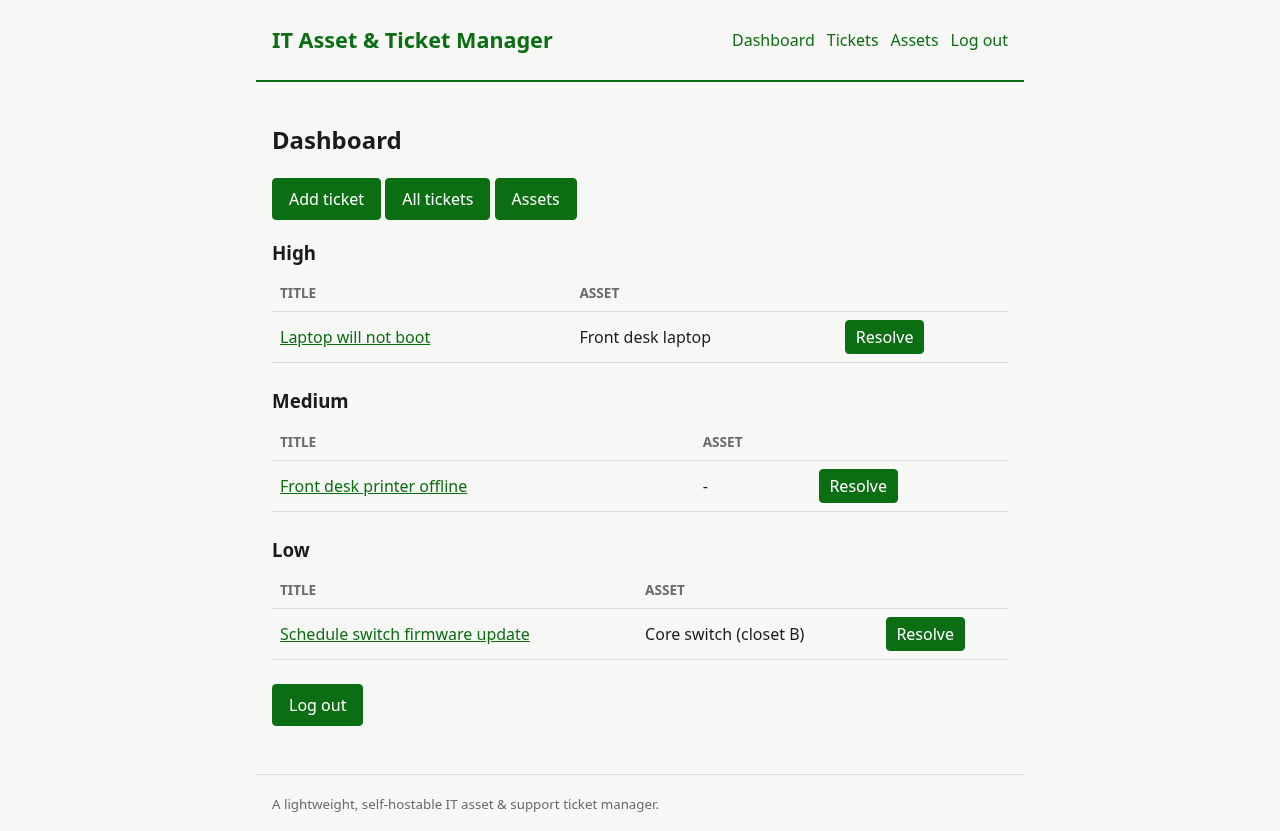 IT Asset & Ticket Manager Dashboard Tickets Assets Log out
Dashboard
Add ticket All tickets Assets
High
TITLE ASSET
Laptop will not boot Front desk laptop Resolve
Medium
TITLE ASSET
Front desk printer offline - Resolve
Low
TITLE ASSET
Schedule switch firmware update Core switch (closet B) Resolve
Log out
A lightweight, self-hostable IT asset & support ticket manager.